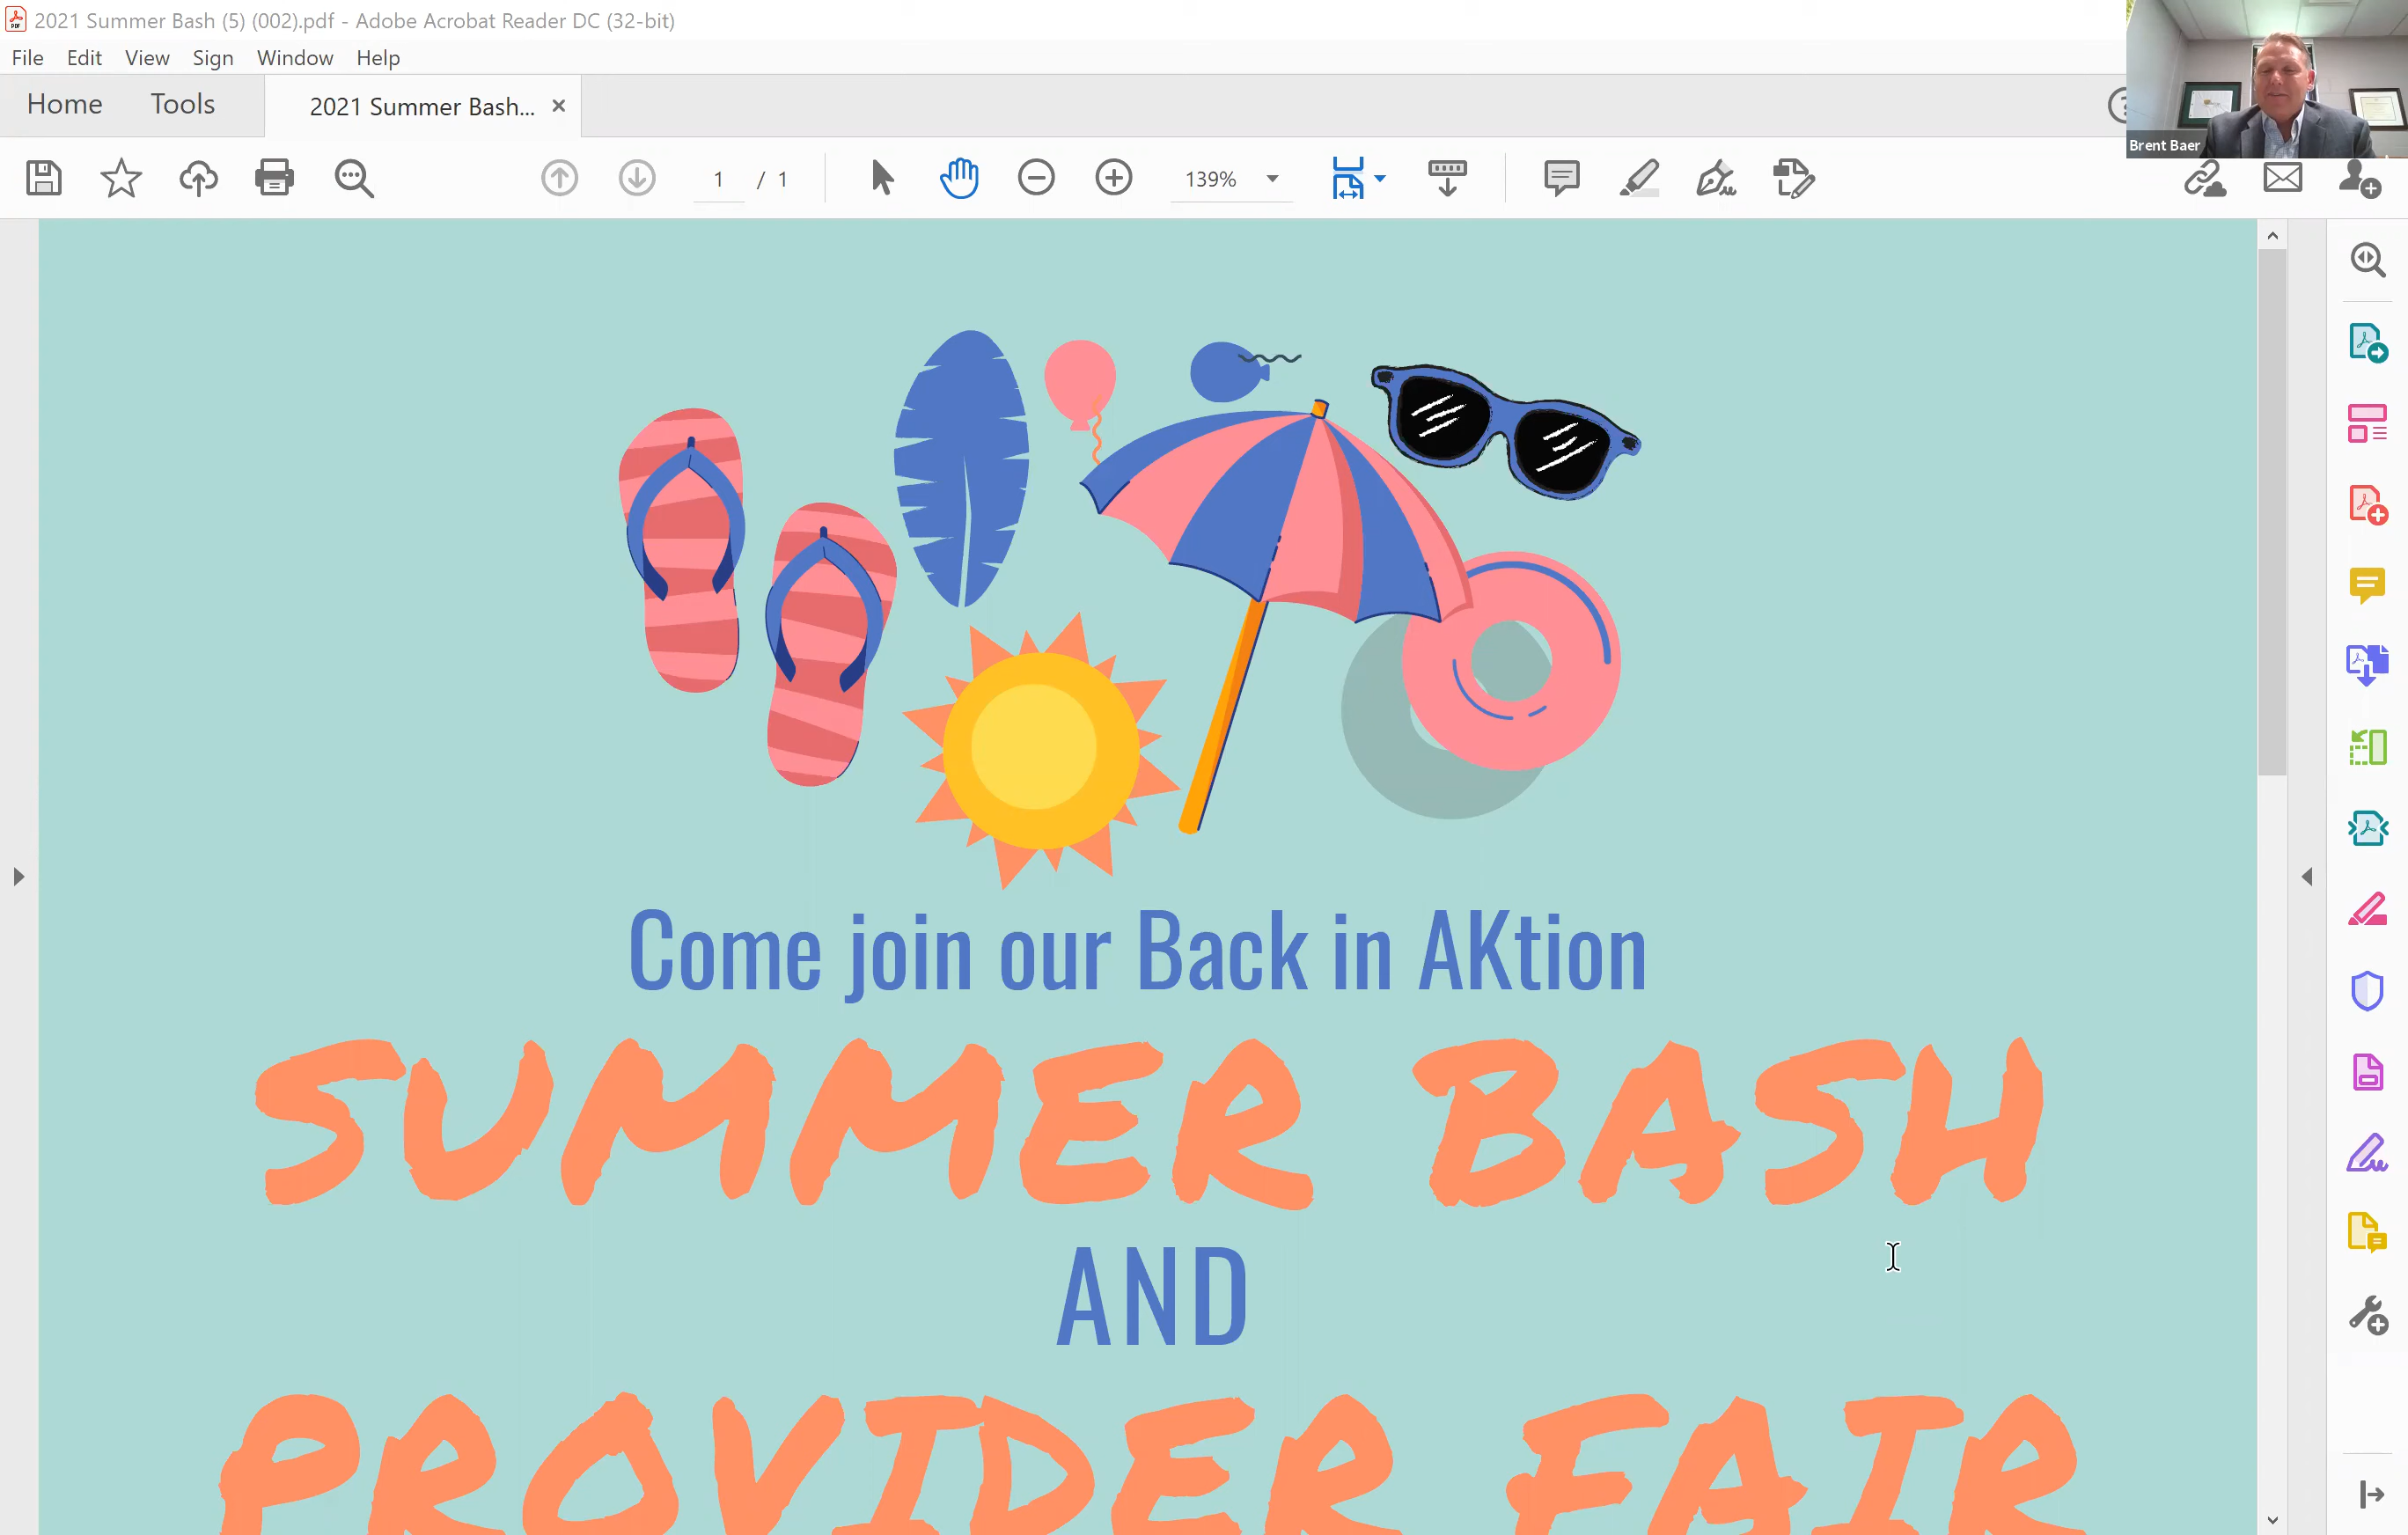 2021 Summer Bash (5) (002).pdf - Adobe Acrobat Reader DC (32-bit)
File Edit View Sign Window Help
Home Tools 2021 Summer Bash... ×
1 / 1 139%
Brent Baer
Come join our Back in AKtion
SUMMER BASH
AND
PROVIDER FAIR